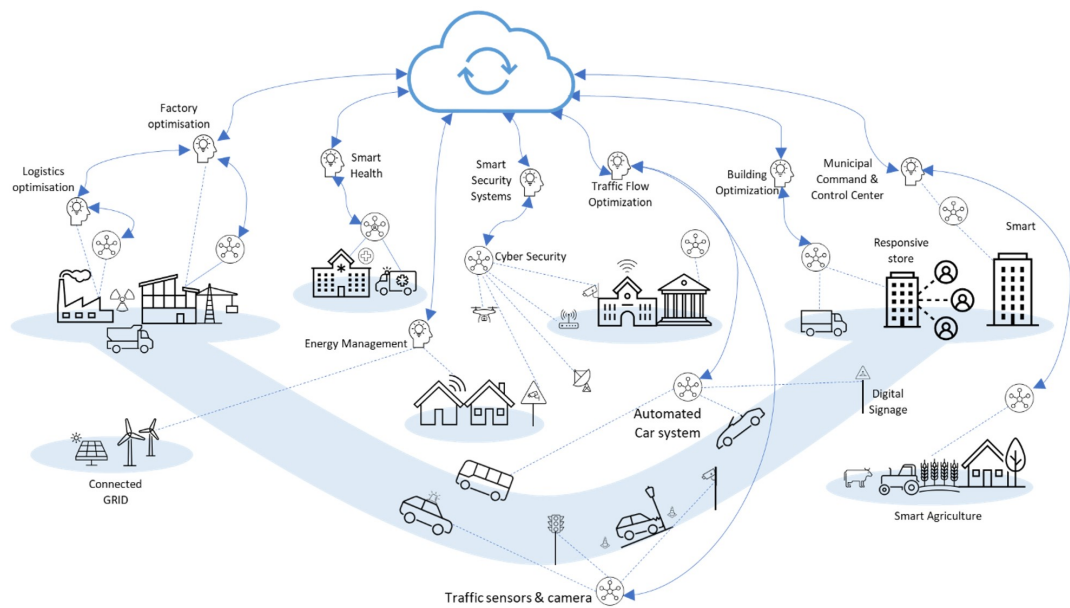 Factory
optimisation
Logistics
optimisation
Smart
Health
Smart
Security
Systems
Traffic Flow
Optimization
Building
Optimization
Municipal
Command &
Control Center
Cyber Security
Responsive
store
Smart
Energy Management
Automated
Car system
Digital
Signage
Connected
GRID
Smart Agriculture
Traffic sensors & camera